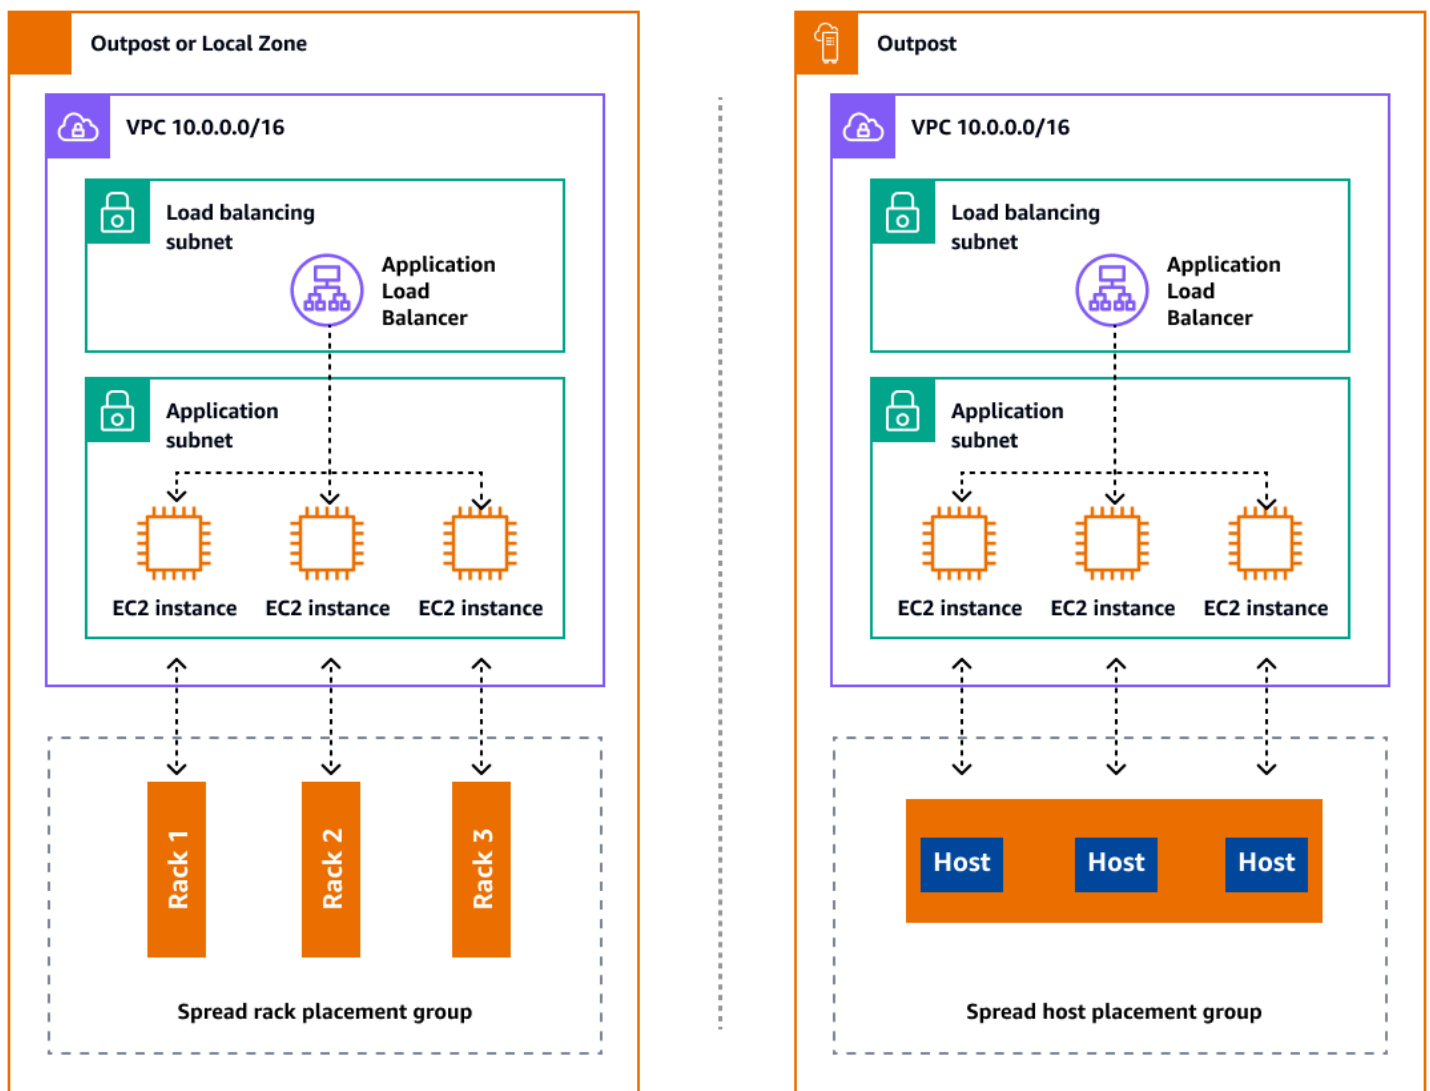 Outpost or Local Zone
VPC 10.0.0.0/16
Load balancing
subnet
Application
Load
Balancer
Application
subnet
EC2 instance
EC2 instance
EC2 instance
Rack 1
Rack 2
Rack 3
Spread rack placement group
Outpost
VPC 10.0.0.0/16
Load balancing
subnet
Application
Load
Balancer
Application
subnet
EC2 instance
EC2 instance
EC2 instance
Host
Host
Host
Spread host placement group